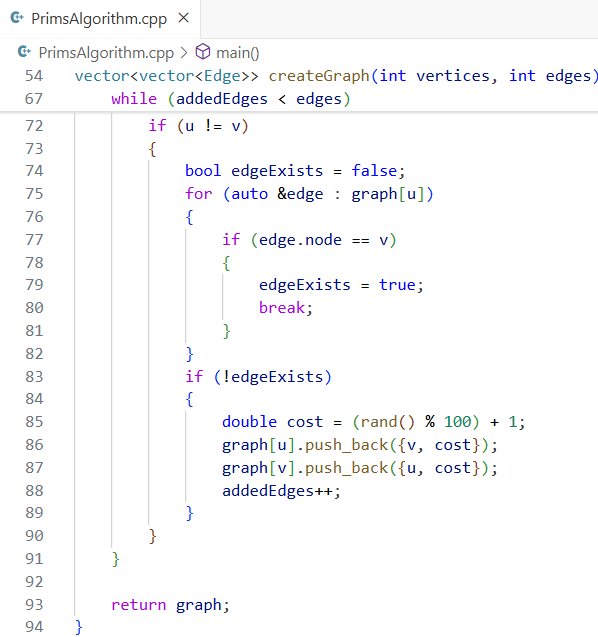 PrimsAlgorithm.cpp ×
PrimsAlgorithm.cpp > main()
54 vector<vector<Edge>> createGraph(int vertices, int edges)
67 while (addedEdges < edges)
72 if (u != v)
73 {
74 bool edgeExists = false;
75 for (auto &edge : graph[u])
76 {
77 if (edge.node == v)
78 {
79 edgeExists = true;
80 break;
81 }
82 }
83 if (!edgeExists)
84 {
85 double cost = (rand() % 100) + 1;
86 graph[u].push_back({v, cost});
87 graph[v].push_back({u, cost});
88 addedEdges++;
89 }
90 }
91 }
92
93 return graph;
94 }